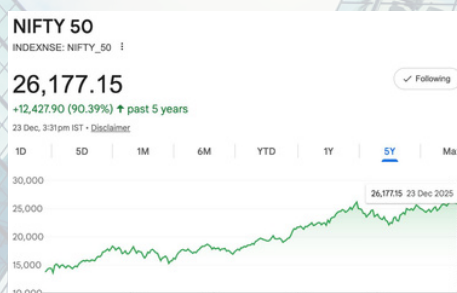 NIFTY 50
INDEXNSE: NIFTY_50
26,177.15
✓ Following
+12,427.90 (90.39%) ↑ past 5 years
23 Dec, 3:31pm IST • Disclaimer
1D 5D 1M 6M YTD 1Y 5Y Ma
30,000
26,177.15 23 Dec 2025
25,000
20,000
15,000
10,000